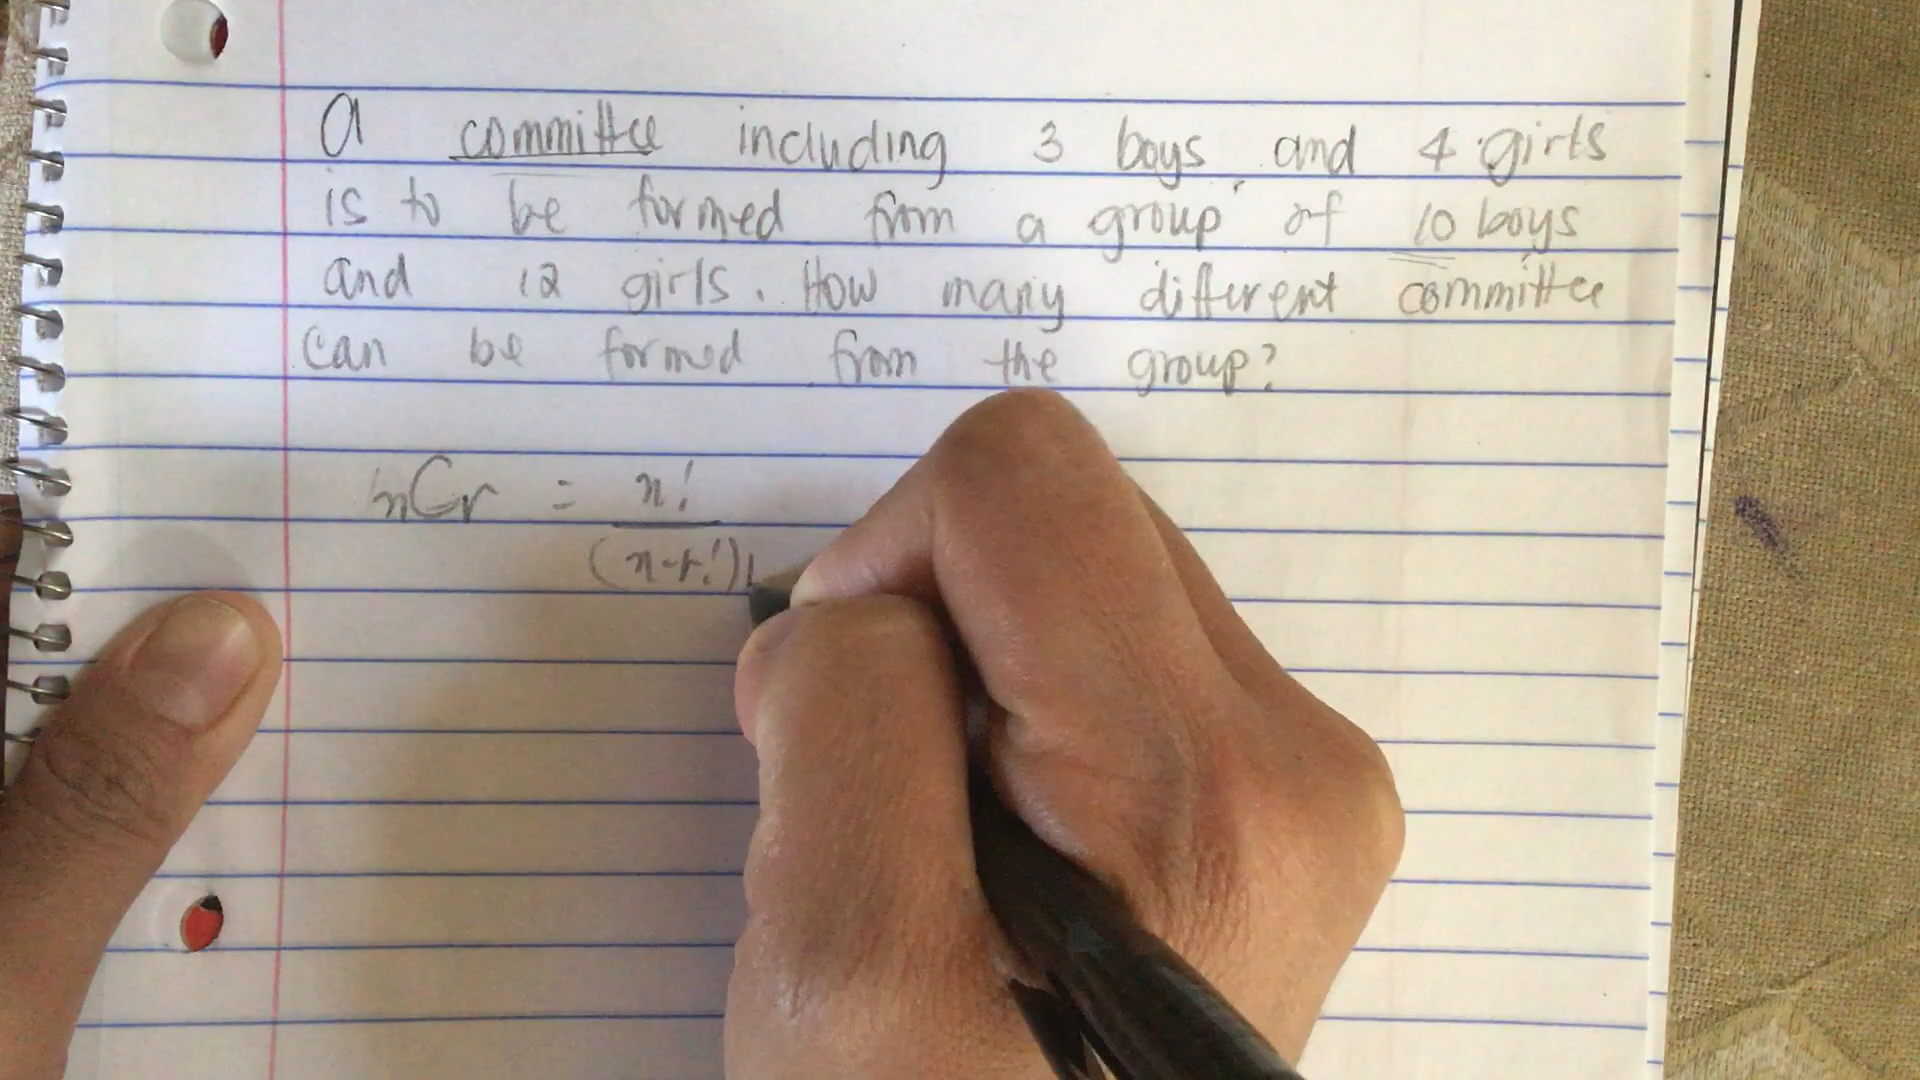 A committee including 3 boys and 4 girls
is to be formed from a group of 10 boys
and 12 girls. How many different committee
can be formed from the group?
nCr = n!
(n-r!)